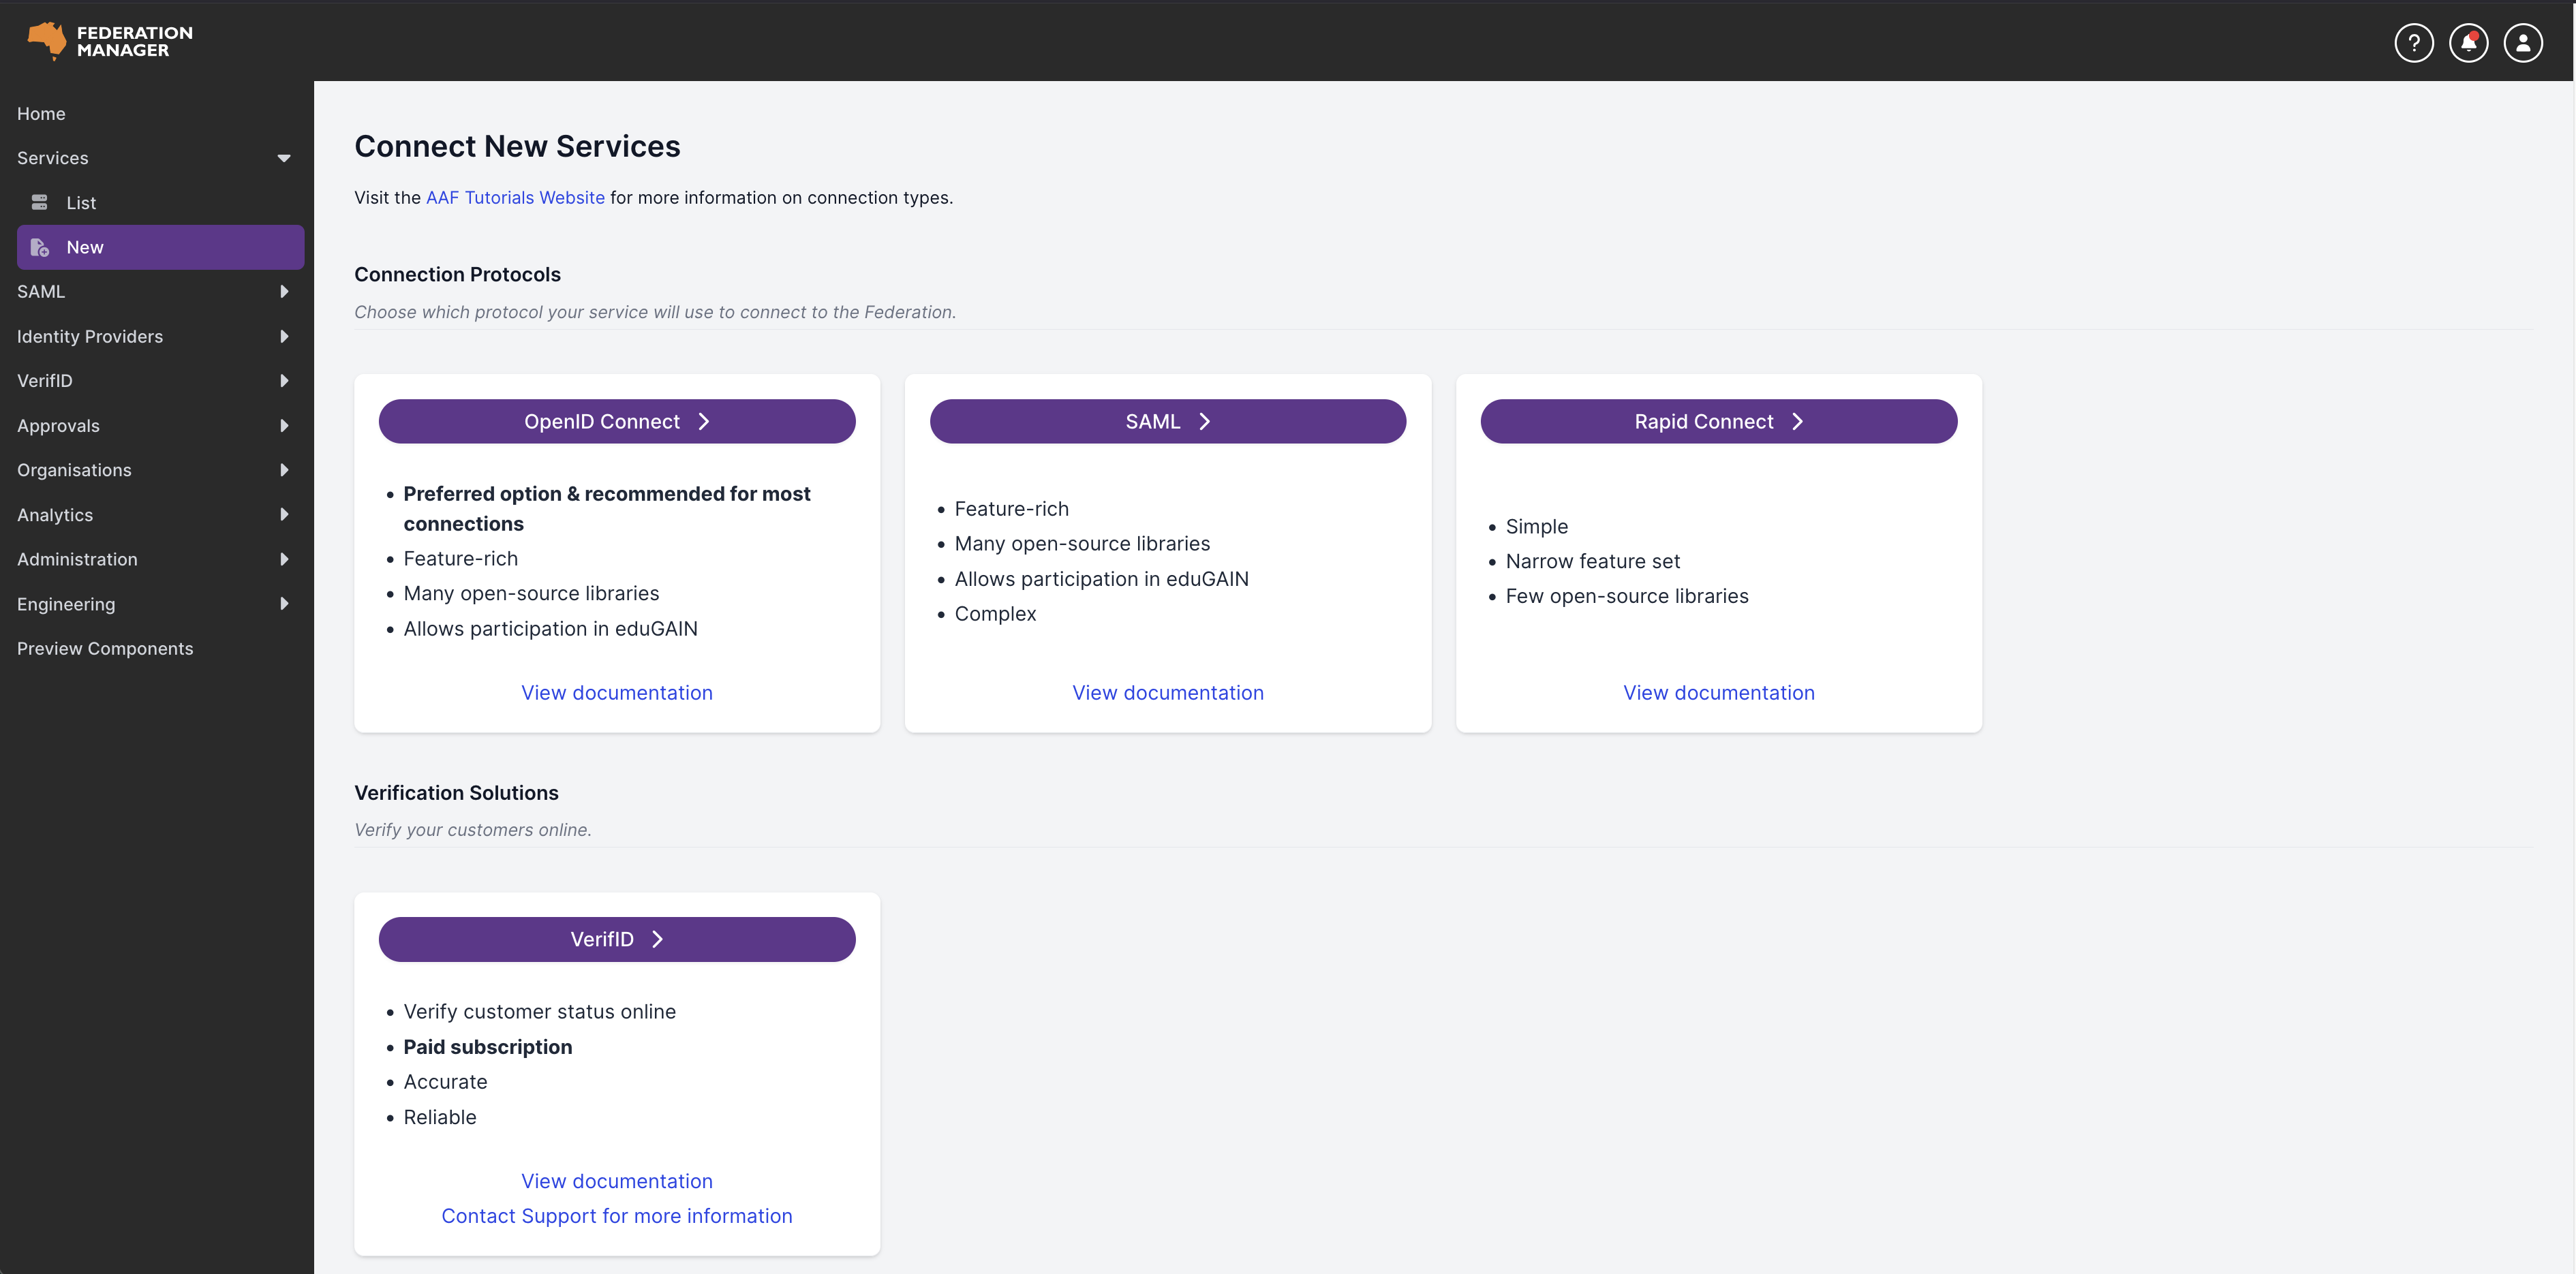 FEDERATION
MANAGER
?
Home
Services
List
New
SAML
Identity Providers
VerifID
Approvals
Organisations
Analytics
Administration
Engineering
Preview Components
Connect New Services
Visit the AAF Tutorials Website for more information on connection types.
Connection Protocols
Choose which protocol your service will use to connect to the Federation.
OpenID Connect
• Preferred option & recommended for most
connections
• Feature-rich
• Many open-source libraries
• Allows participation in eduGAIN
View documentation
SAML
• Feature-rich
• Many open-source libraries
• Allows participation in eduGAIN
• Complex
View documentation
Rapid Connect
• Simple
• Narrow feature set
• Few open-source libraries
View documentation
Verification Solutions
Verify your customers online.
VerifID
• Verify customer status online
• Paid subscription
• Accurate
• Reliable
View documentation
Contact Support for more information